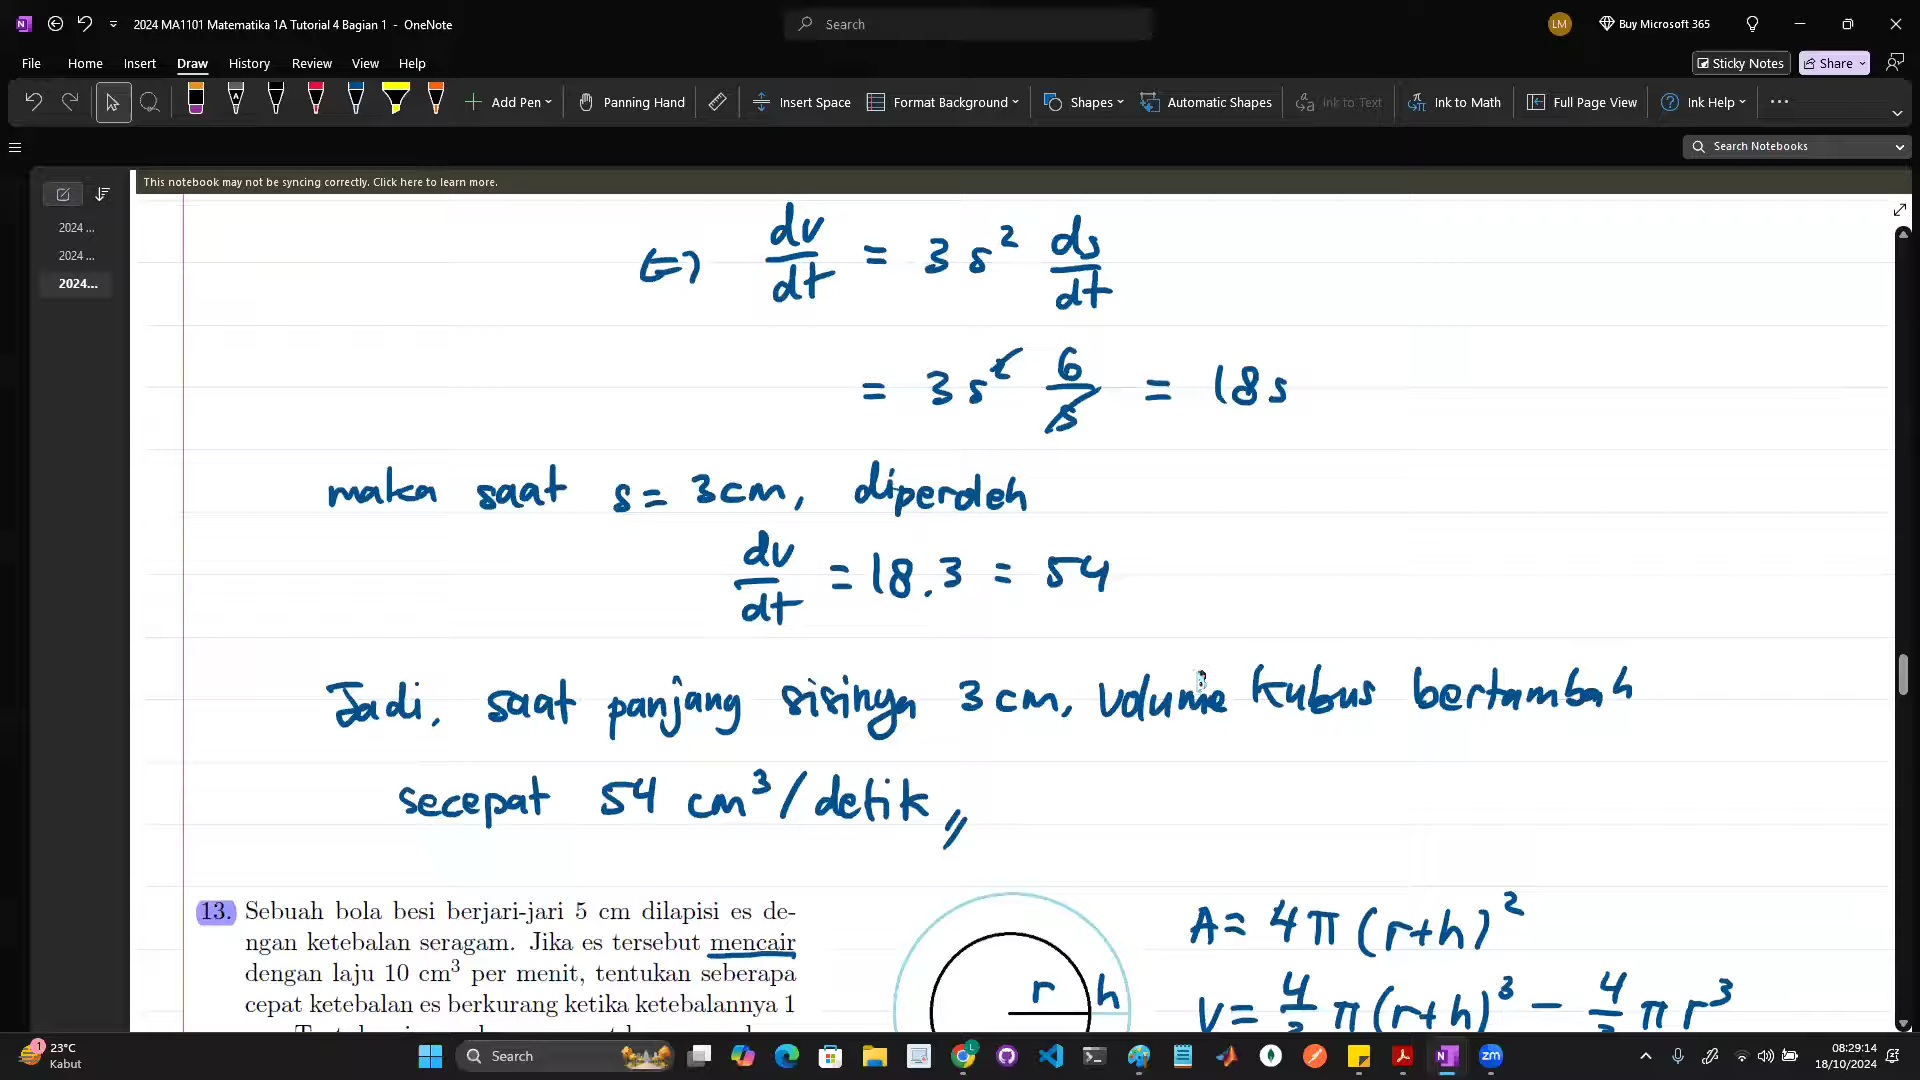 2024 MA1101 Matematika 1A Tutorial 4 Bagian 1 - OneNote
Search
LM
Buy Microsoft 365
File Home Insert Draw History Review View Help
Sticky Notes
Share
Add Pen
Panning Hand
Insert Space
Format Background
Shapes
Automatic Shapes
Ink to Text
Ink to Math
Full Page View
Ink Help
Search Notebooks
This notebook may not be syncing correctly. Click here to learn more.
2024 ...
2024 ...
2024...
⇔ dv/dt = 3s² ds/dt
= 3s² 6/s = 18s
maka saat s = 3cm, diperoleh
dv/dt = 18.3 = 54
Jadi, saat panjang sisinya 3 cm, volume kubus bertambah
secepat 54 cm³/detik,,
13. Sebuah bola besi berjari-jari 5 cm dilapisi es de-
ngan ketebalan seragam. Jika es tersebut mencair
dengan laju 10 cm³ per menit, tentukan seberapa
cepat ketebalan es berkurang ketika ketebalannya 1
r h
A = 4π(r+h)²
V = 4/3 π(r+h)³ − 4/3 πr³
1
23°C
Kabut
Search
zm
08:29:14
18/10/2024